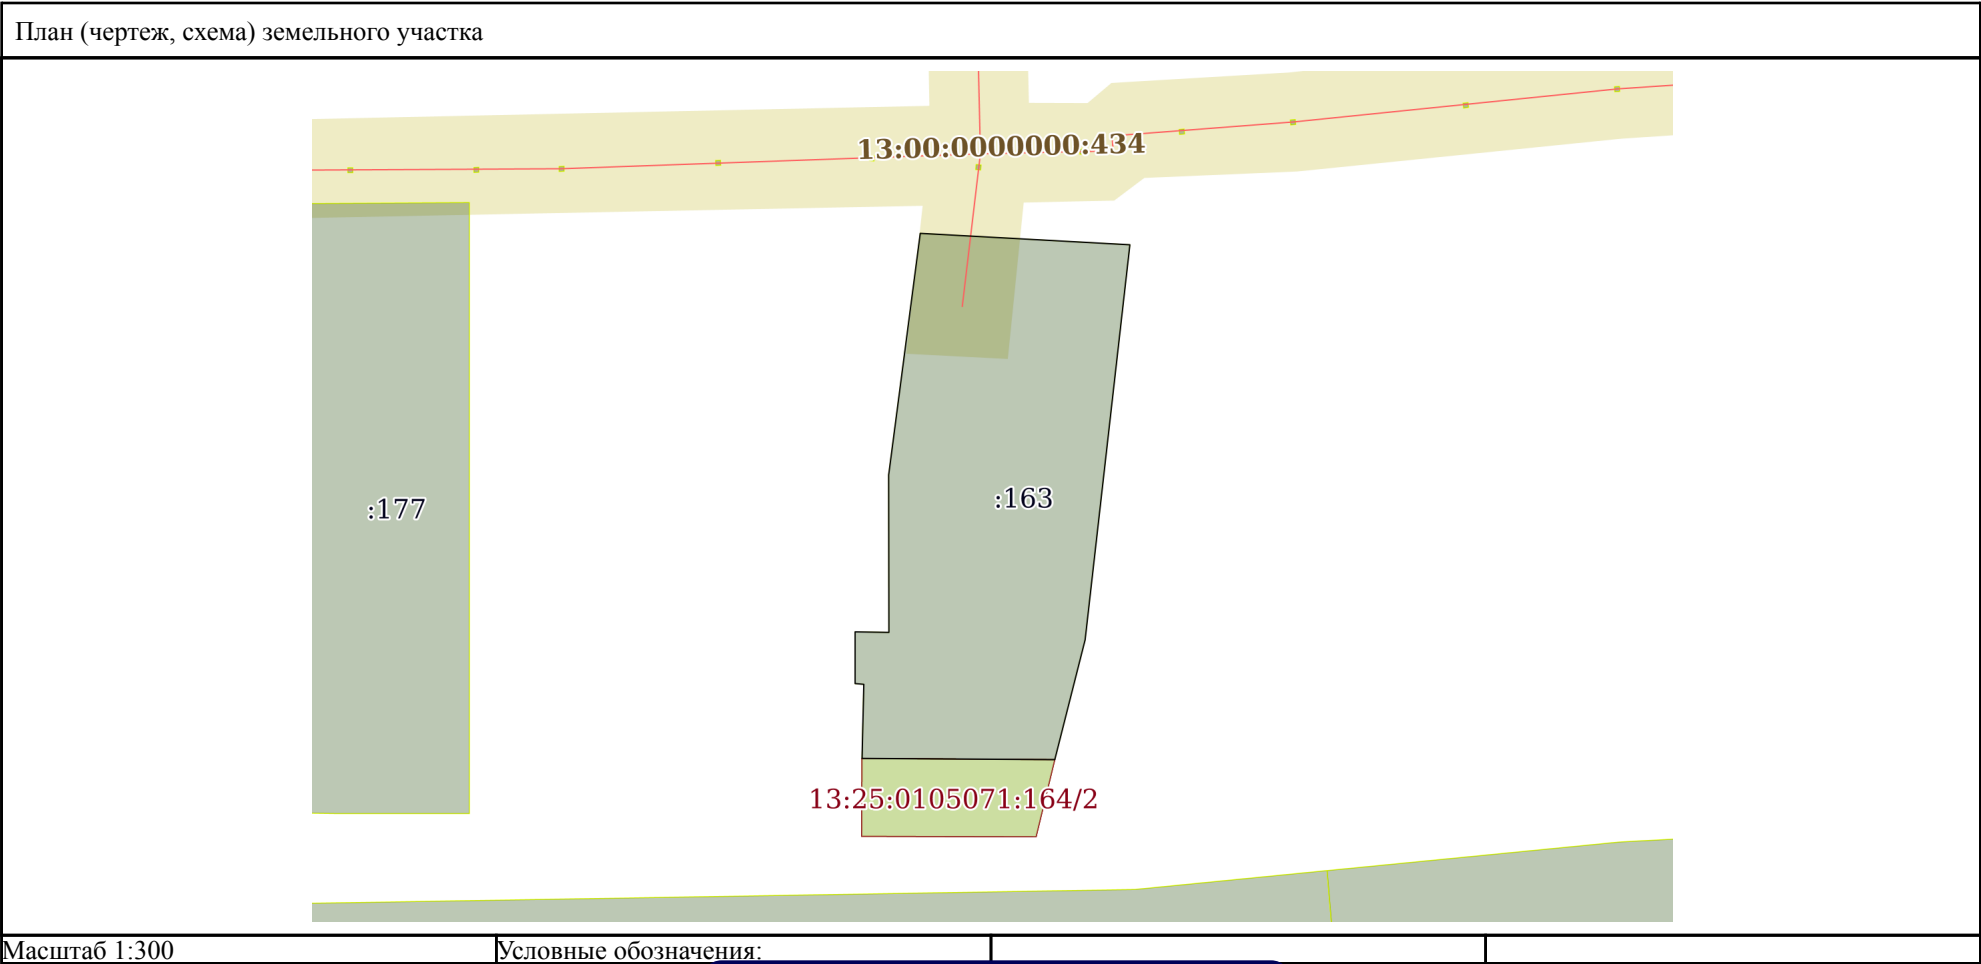 План (чертеж, схема) земельного участка
13:00:0000000:434
:163
:177
13:25:0105071:164/2
Масштаб 1:300
Условные обозначения: